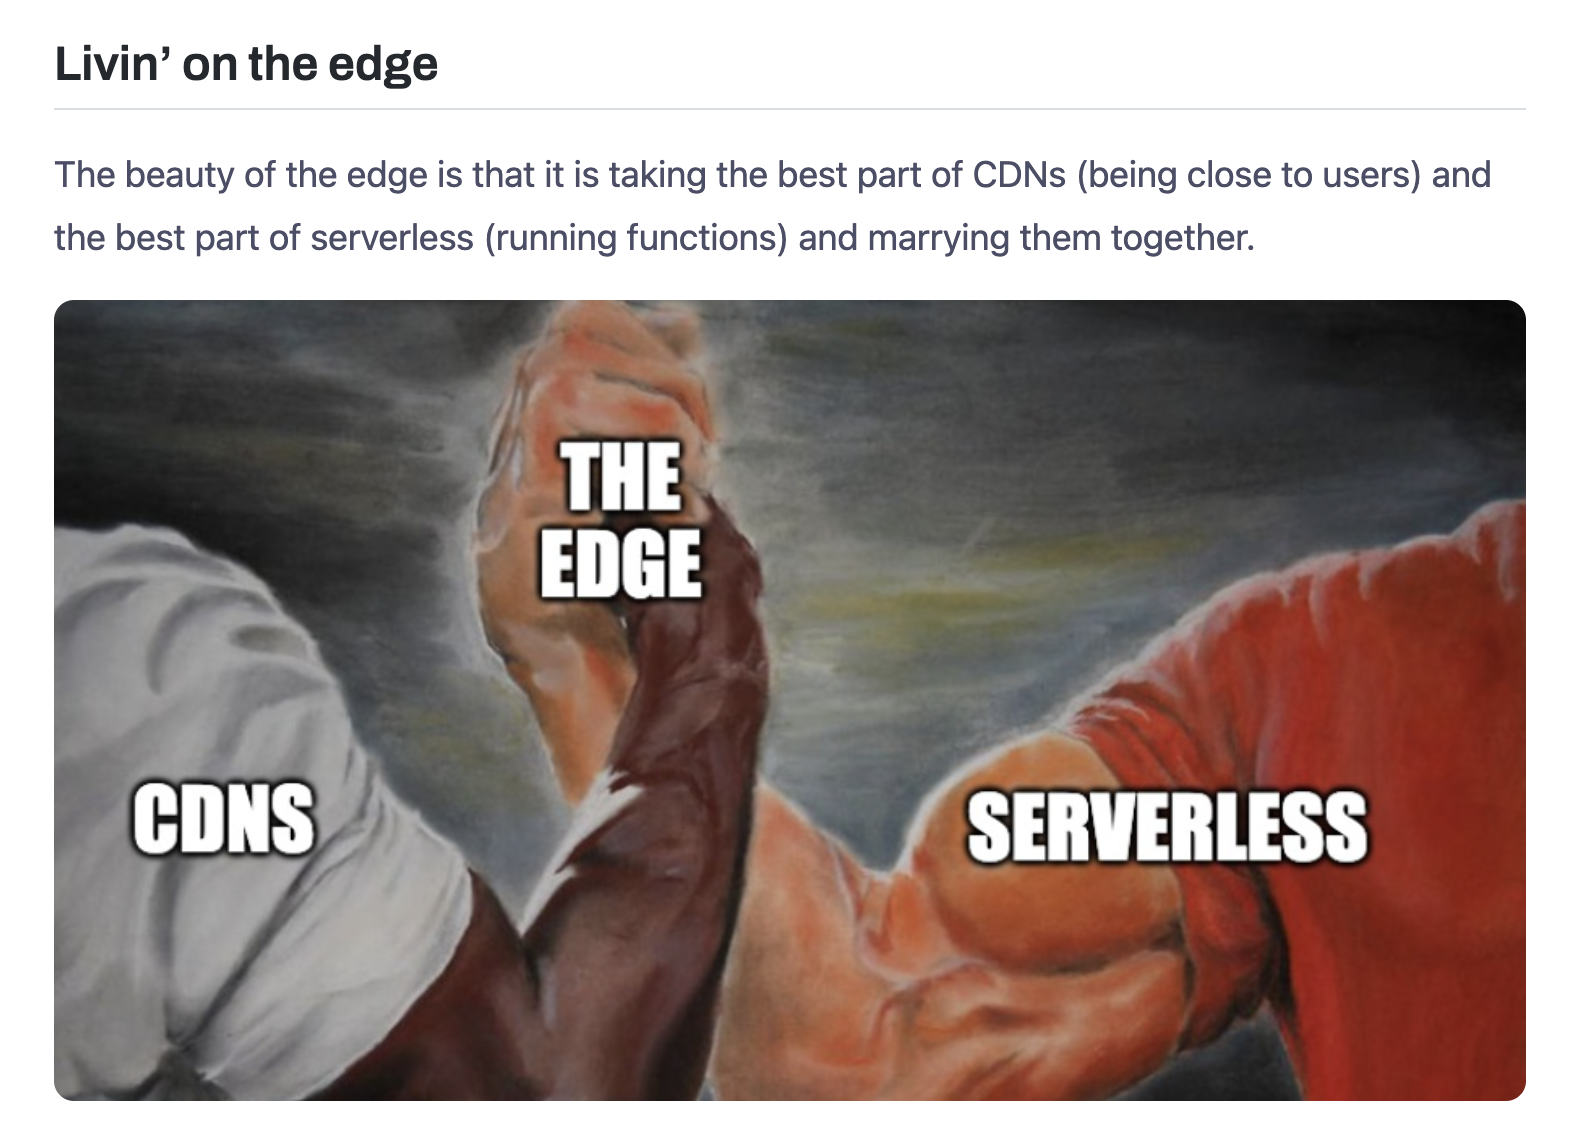 Livin’ on the edge
The beauty of the edge is that it is taking the best part of CDNs (being close to users) and
the best part of serverless (running functions) and marrying them together.
THE
EDGE
CDNS
SERVERLESS